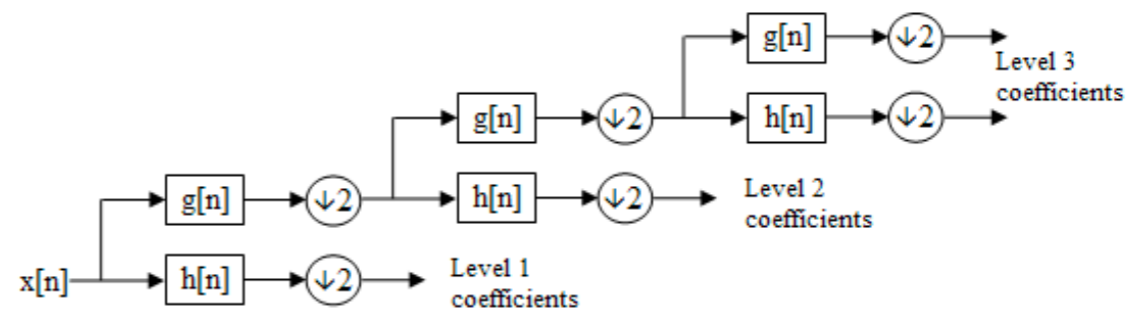 g[n]
↓2
Level 3
coefficients
h[n]
↓2
g[n]
↓2
h[n]
↓2
Level 2
coefficients
g[n]
↓2
x[n]
h[n]
↓2
Level 1
coefficients